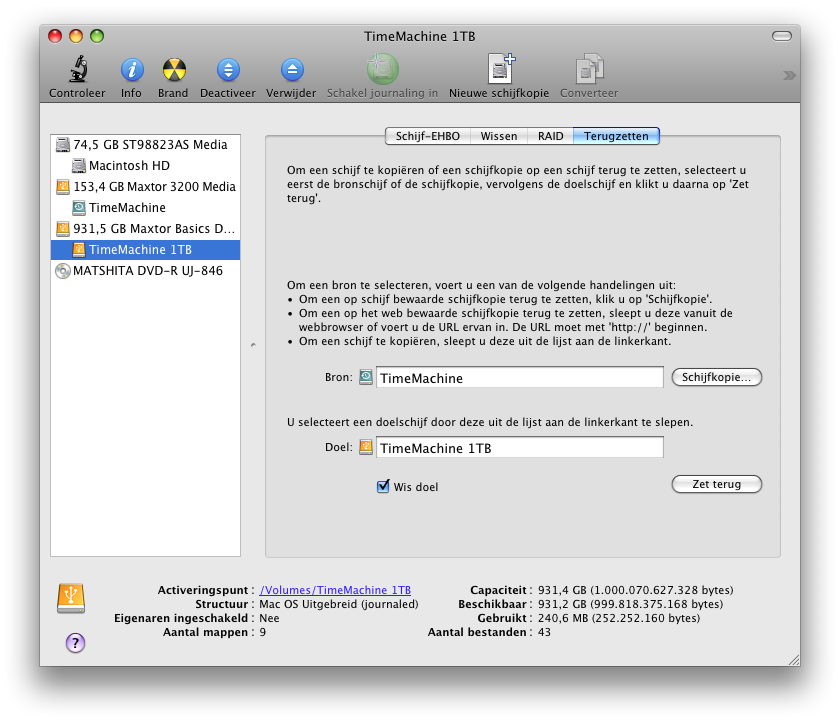 TimeMachine 1TB
Controleer Info Brand Deactiveer Verwijder Schakel journaling in Nieuwe schijfkopie Converteer
74,5 GB ST98823AS Media
Macintosh HD
153,4 GB Maxtor 3200 Media
TimeMachine
931,5 GB Maxtor Basics D...
TimeMachine 1TB
MATSHITA DVD-R UJ-846
Schijf-EHBO Wissen RAID Terugzetten
Om een schijf te kopiëren of een schijfkopie op een schijf terug te zetten, selecteert u
eerst de bronschijf of de schijfkopie, vervolgens de doelschijf en klikt u daarna op 'Zet
terug'.
Om een bron te selecteren, voert u een van de volgende handelingen uit:
• Om een op schijf bewaarde schijfkopie terug te zetten, klik u op 'Schijfkopie'.
• Om een op het web bewaarde schijfkopie terug te zetten, sleept u deze vanuit de
webbrowser of voert u de URL ervan in. De URL moet met 'http://' beginnen.
• Om een schijf te kopiëren, sleept u deze uit de lijst aan de linkerkant.
Bron: TimeMachine Schijfkopie...
U selecteert een doelschijf door deze uit de lijst aan de linkerkant te slepen.
Doel: TimeMachine 1TB
Wis doel Zet terug
Activeringspunt : /Volumes/TimeMachine 1TB Capaciteit : 931,4 GB (1.000.070.627.328 bytes)
Structuur : Mac OS Uitgebreid (journaled) Beschikbaar : 931,2 GB (999.818.375.168 bytes)
Eigenaren ingeschakeld : Nee Gebruikt : 240,6 MB (252.252.160 bytes)
Aantal mappen : 9 Aantal bestanden : 43
?